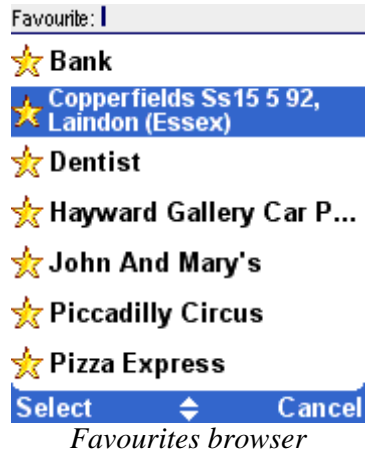 Favourite:
Bank
Copperfields Ss15 5 92,
Laindon (Essex)
Dentist
Hayward Gallery Car P...
John And Mary's
Piccadilly Circus
Pizza Express
Select Cancel
Favourites browser